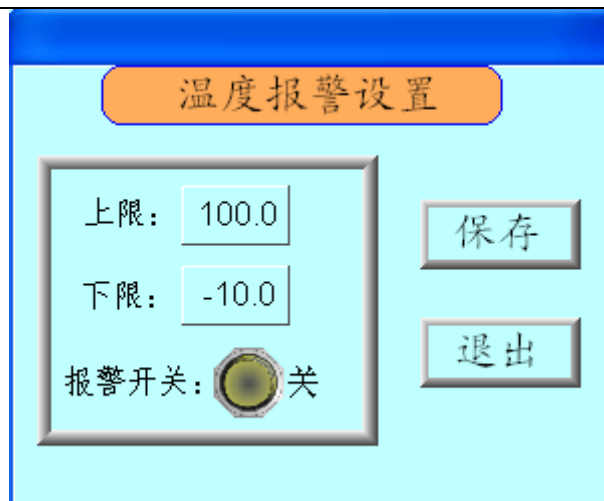 温度报警设置
上限： 100.0
下限： -10.0
报警开关： 关
保存
退出